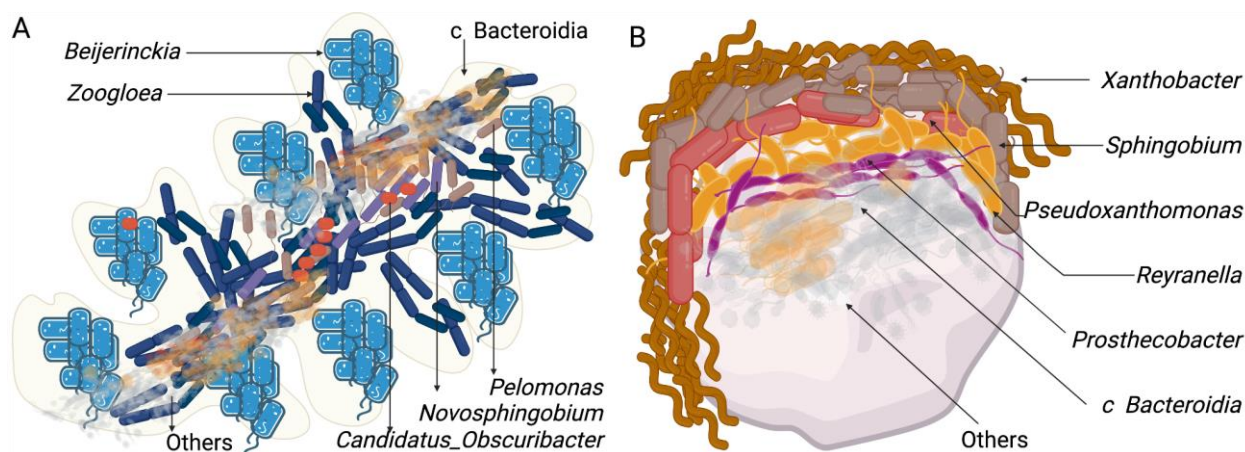 A
Beijerinckia
Zoogloea
c Bacteroidia
Pelomonas
Novosphingobium
Candidatus_Obscuribacter
Others
B
Xanthobacter
Sphingobium
Pseudoxanthomonas
Reyranella
Prosthecobacter
c Bacteroidia
Others